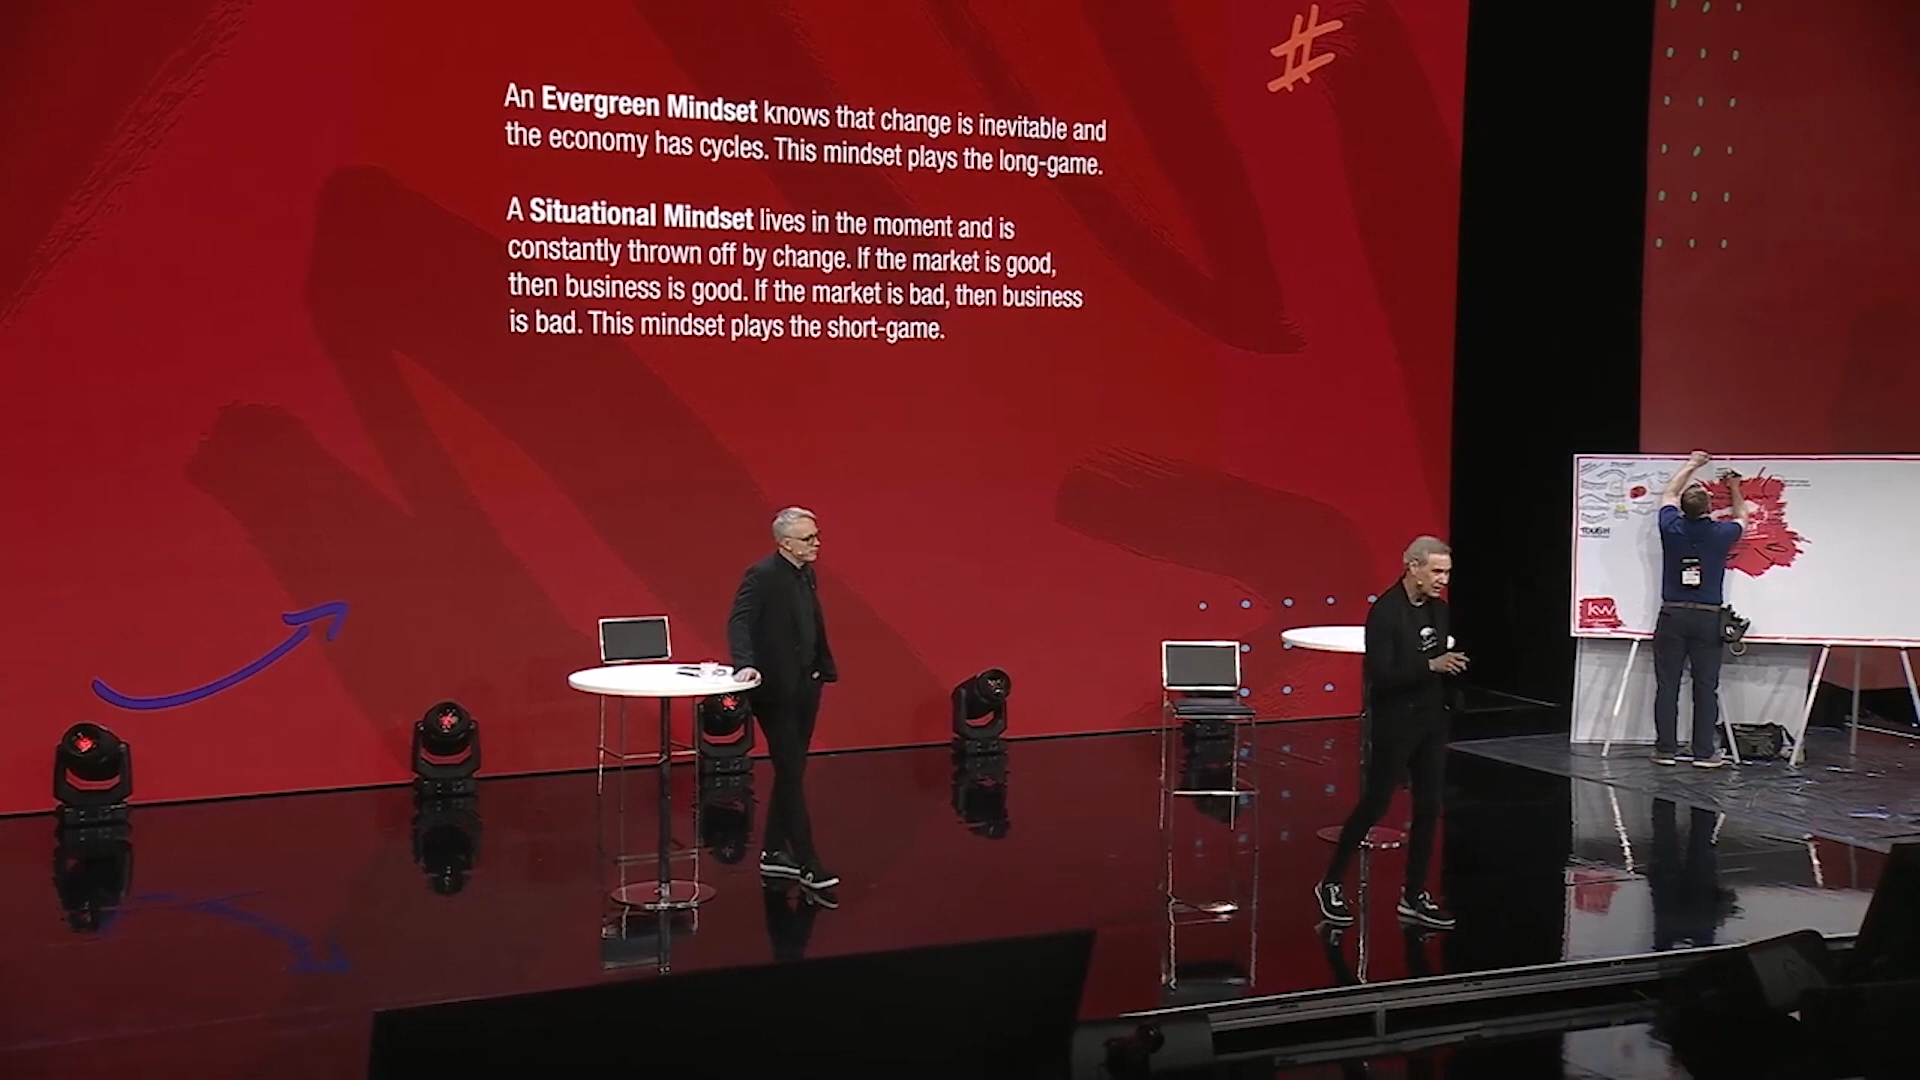 An Evergreen Mindset knows that change is inevitable and
the economy has cycles. This mindset plays the long-game.
A Situational Mindset lives in the moment and is
constantly thrown off by change. If the market is good,
then business is good. If the market is bad, then business
is bad. This mindset plays the short-game.
#
TOUGH
kw